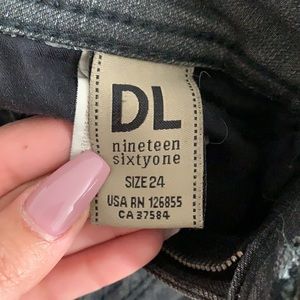 DL
nineteen
sixtyone
SIZE 24
USA RN 126855
CA 37584